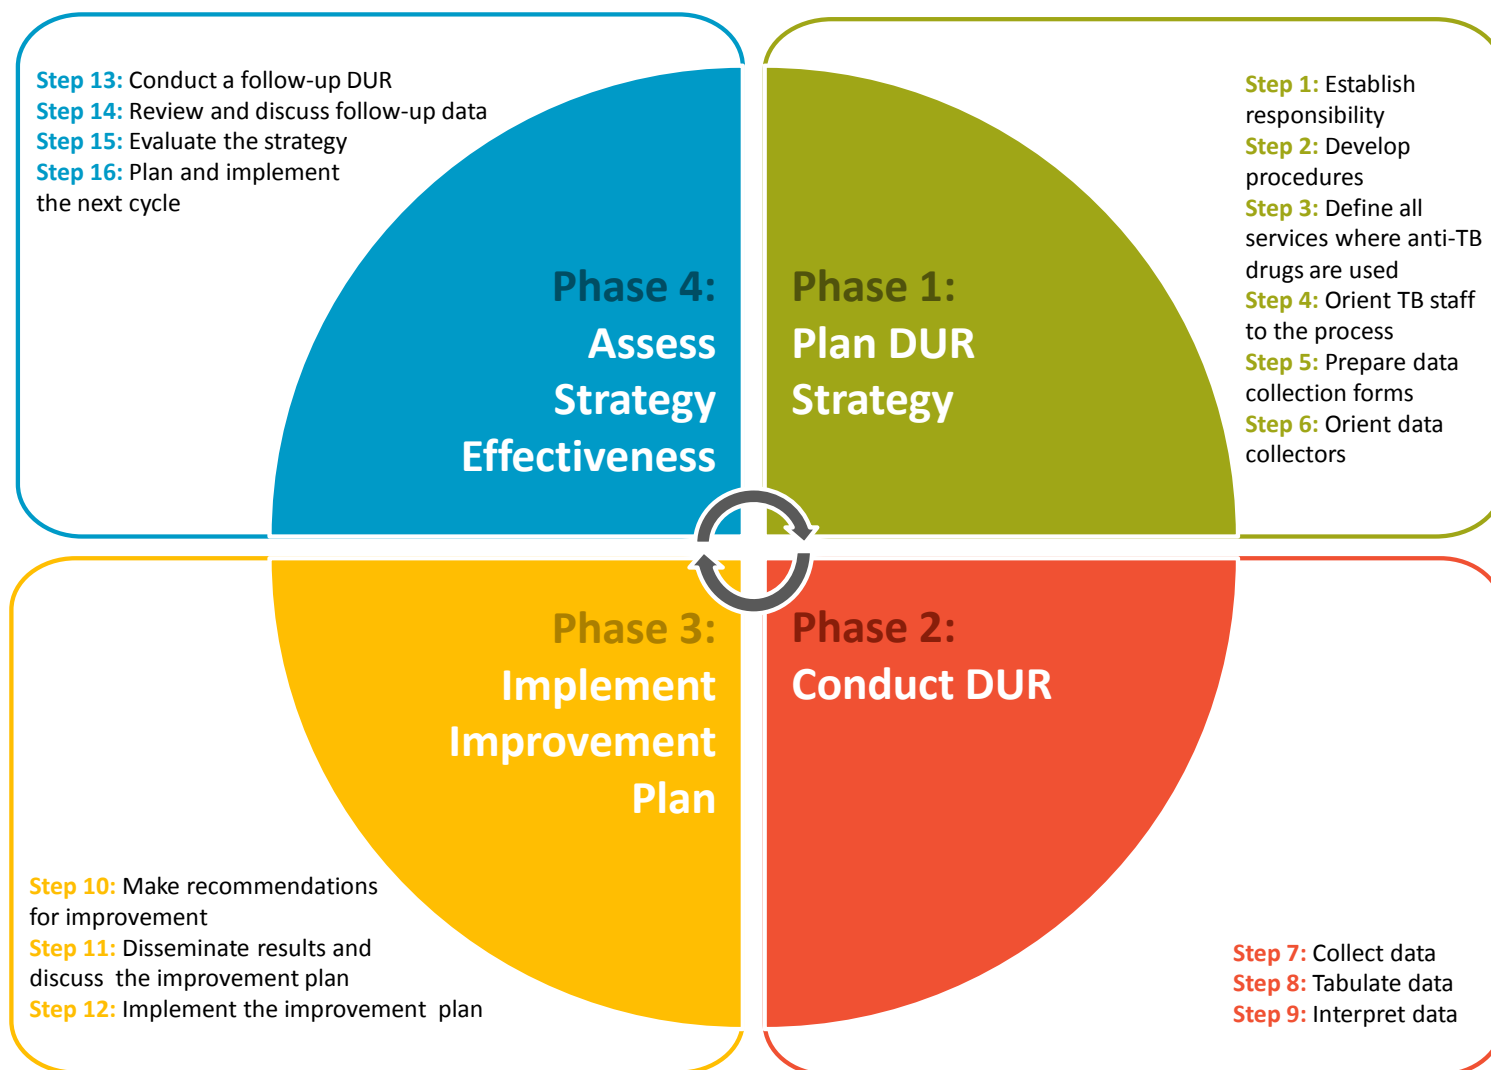 Step 13: Conduct a follow-up DUR
Step 14: Review and discuss follow-up data
Step 15: Evaluate the strategy
Step 16: Plan and implement
the next cycle
Phase 4:
Assess
Strategy
Effectiveness
Phase 1:
Plan DUR
Strategy
Step 1: Establish
responsibility
Step 2: Develop
procedures
Step 3: Define all
services where anti-TB
drugs are used
Step 4: Orient TB staff
to the process
Step 5: Prepare data
collection forms
Step 6: Orient data
collectors
Phase 3:
Implement
Improvement
Plan
Step 10: Make recommendations
for improvement
Step 11: Disseminate results and
discuss the improvement plan
Step 12: Implement the improvement plan
Phase 2:
Conduct DUR
Step 7: Collect data
Step 8: Tabulate data
Step 9: Interpret data